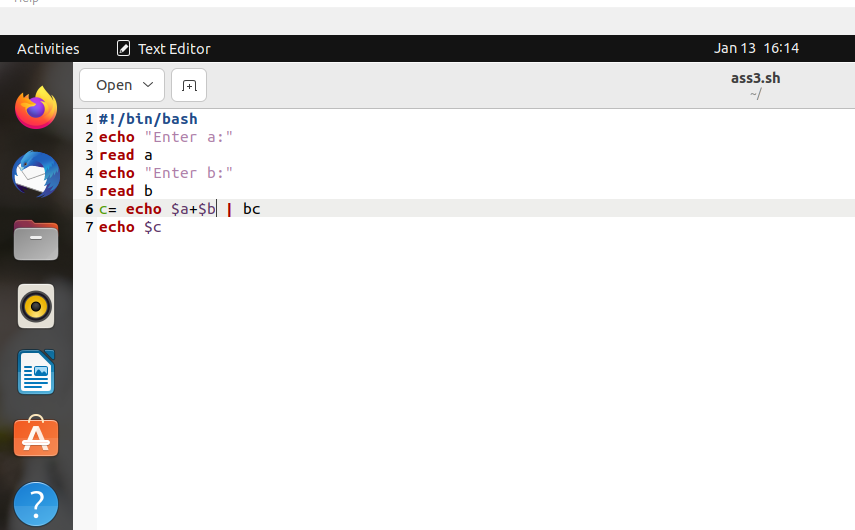 Help
Activities Text Editor Jan 13 16:14
Open ass3.sh
~/
1 #!/bin/bash
2 echo "Enter a:"
3 read a
4 echo "Enter b:"
5 read b
6 c= echo $a+$b | bc
7 echo $c